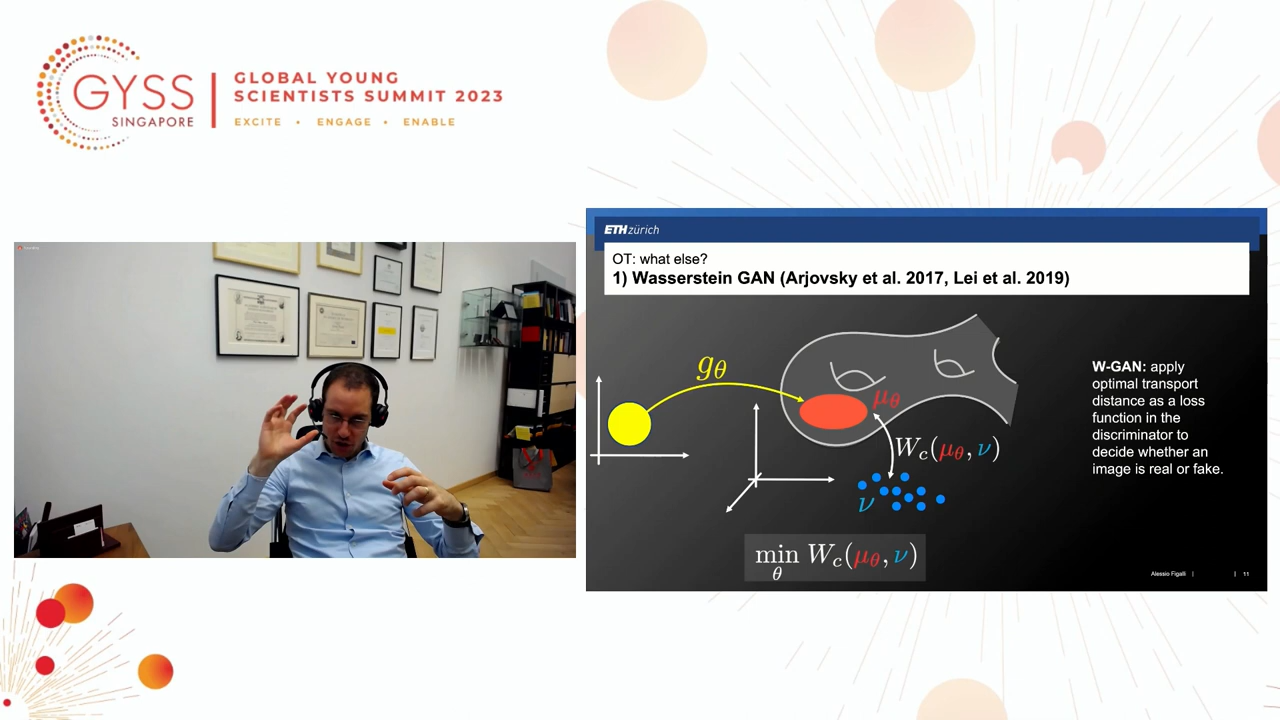 GYSS
SINGAPORE
GLOBAL YOUNG
SCIENTISTS SUMMIT 2023
EXCITE • ENGAGE • ENABLE
ETH zürich
OT: what else?
1) Wasserstein GAN (Arjovsky et al. 2017, Lei et al. 2019)
gθ
μθ
Wc(μθ, ν)
ν
min Wc(μθ, ν)
θ
W-GAN: apply
optimal transport
distance as a loss
function in the
discriminator to
decide whether an
image is real or fake.
Alessio Figalli | | 11